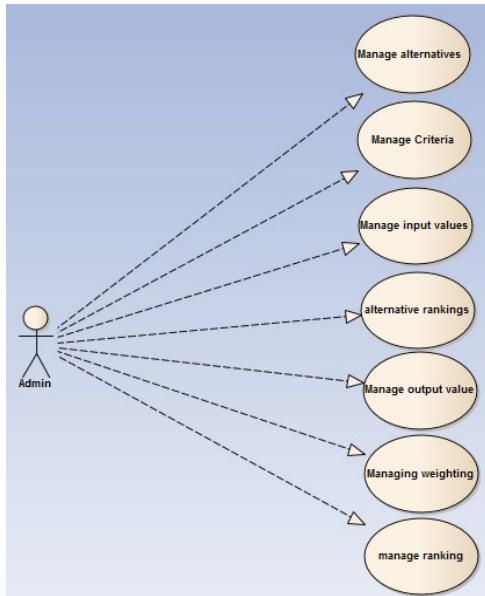 Manage alternatives
Manage Criteria
Manage input values
alternative rankings
Admin
Manage output value
Managing weighting
manage ranking